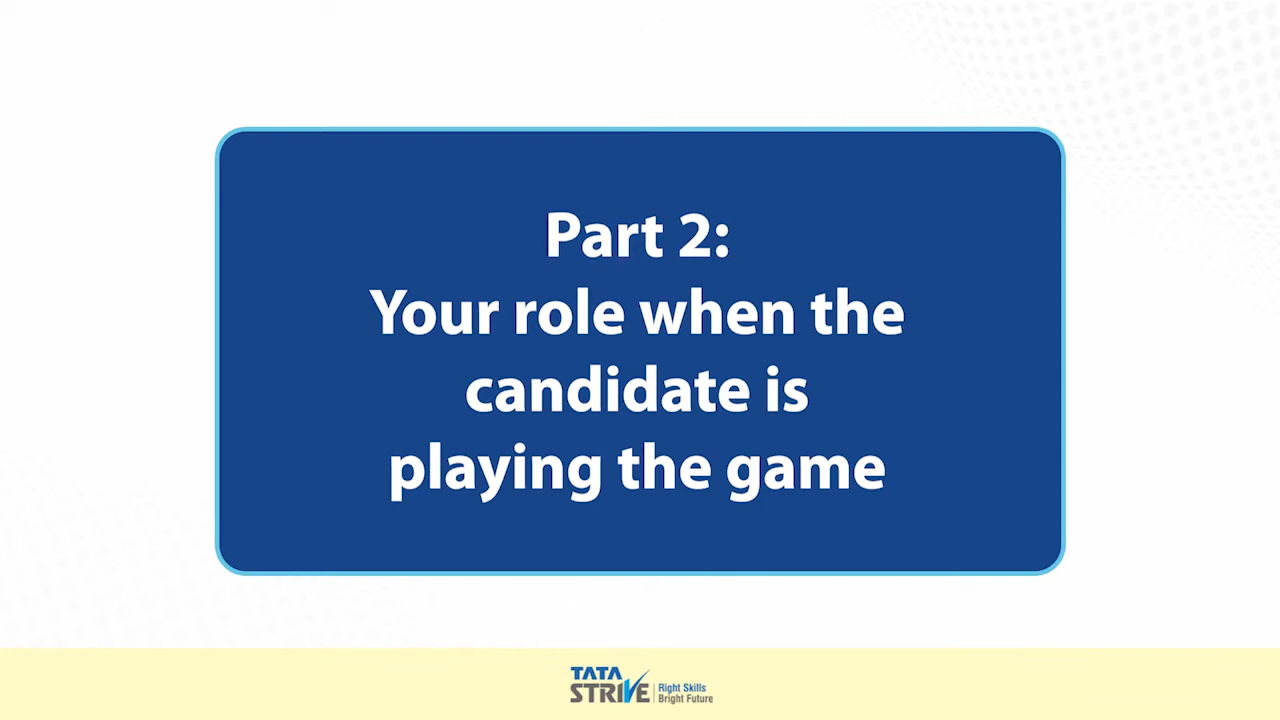 Part 2:
Your role when the
candidate is
playing the game
TATA
STRIVE
Right Skills
Bright Future